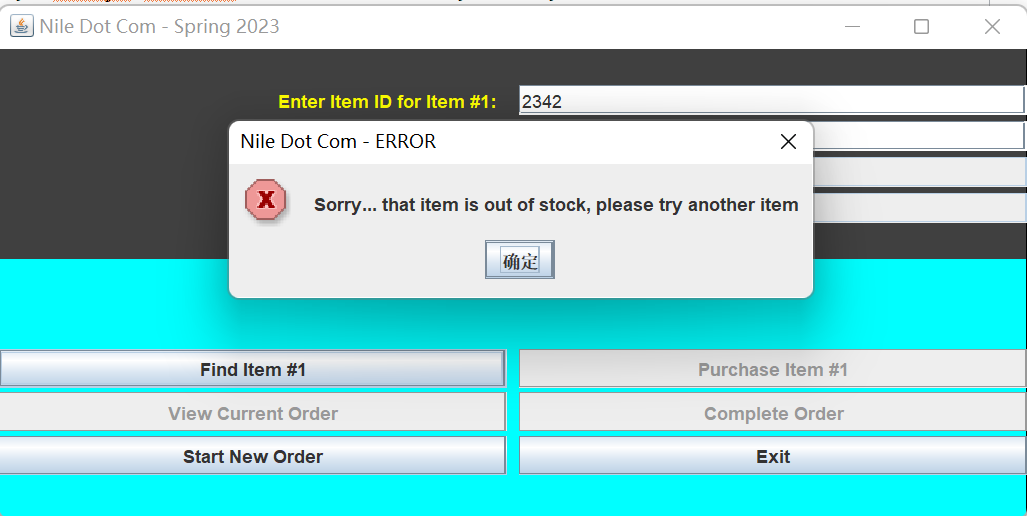 Nile Dot Com - Spring 2023
Enter Item ID for Item #1:
2342
Nile Dot Com - ERROR
X
Sorry... that item is out of stock, please try another item
确定
Find Item #1
Purchase Item #1
View Current Order
Complete Order
Start New Order
Exit